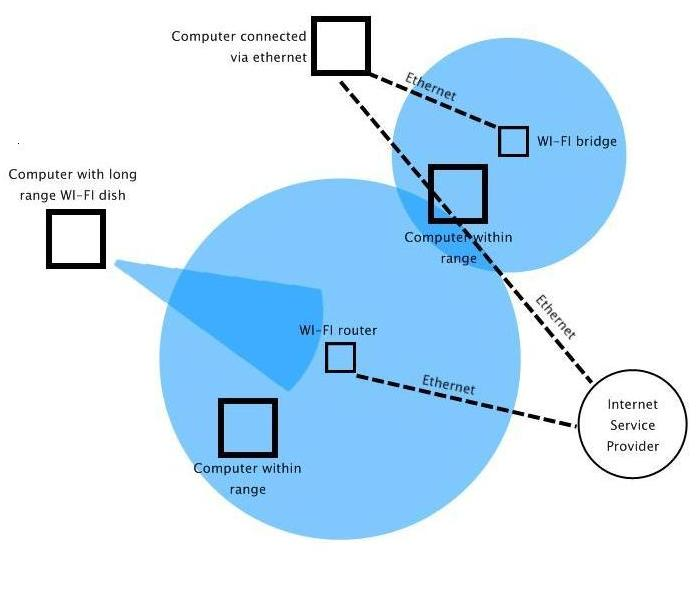 Computer connected
via ethernet
Ethernet
WI-FI bridge
Computer with long
range WI-FI dish
Computer within
range
Ethernet
WI-FI router
Ethernet
Internet
Service
Provider
Computer within
range